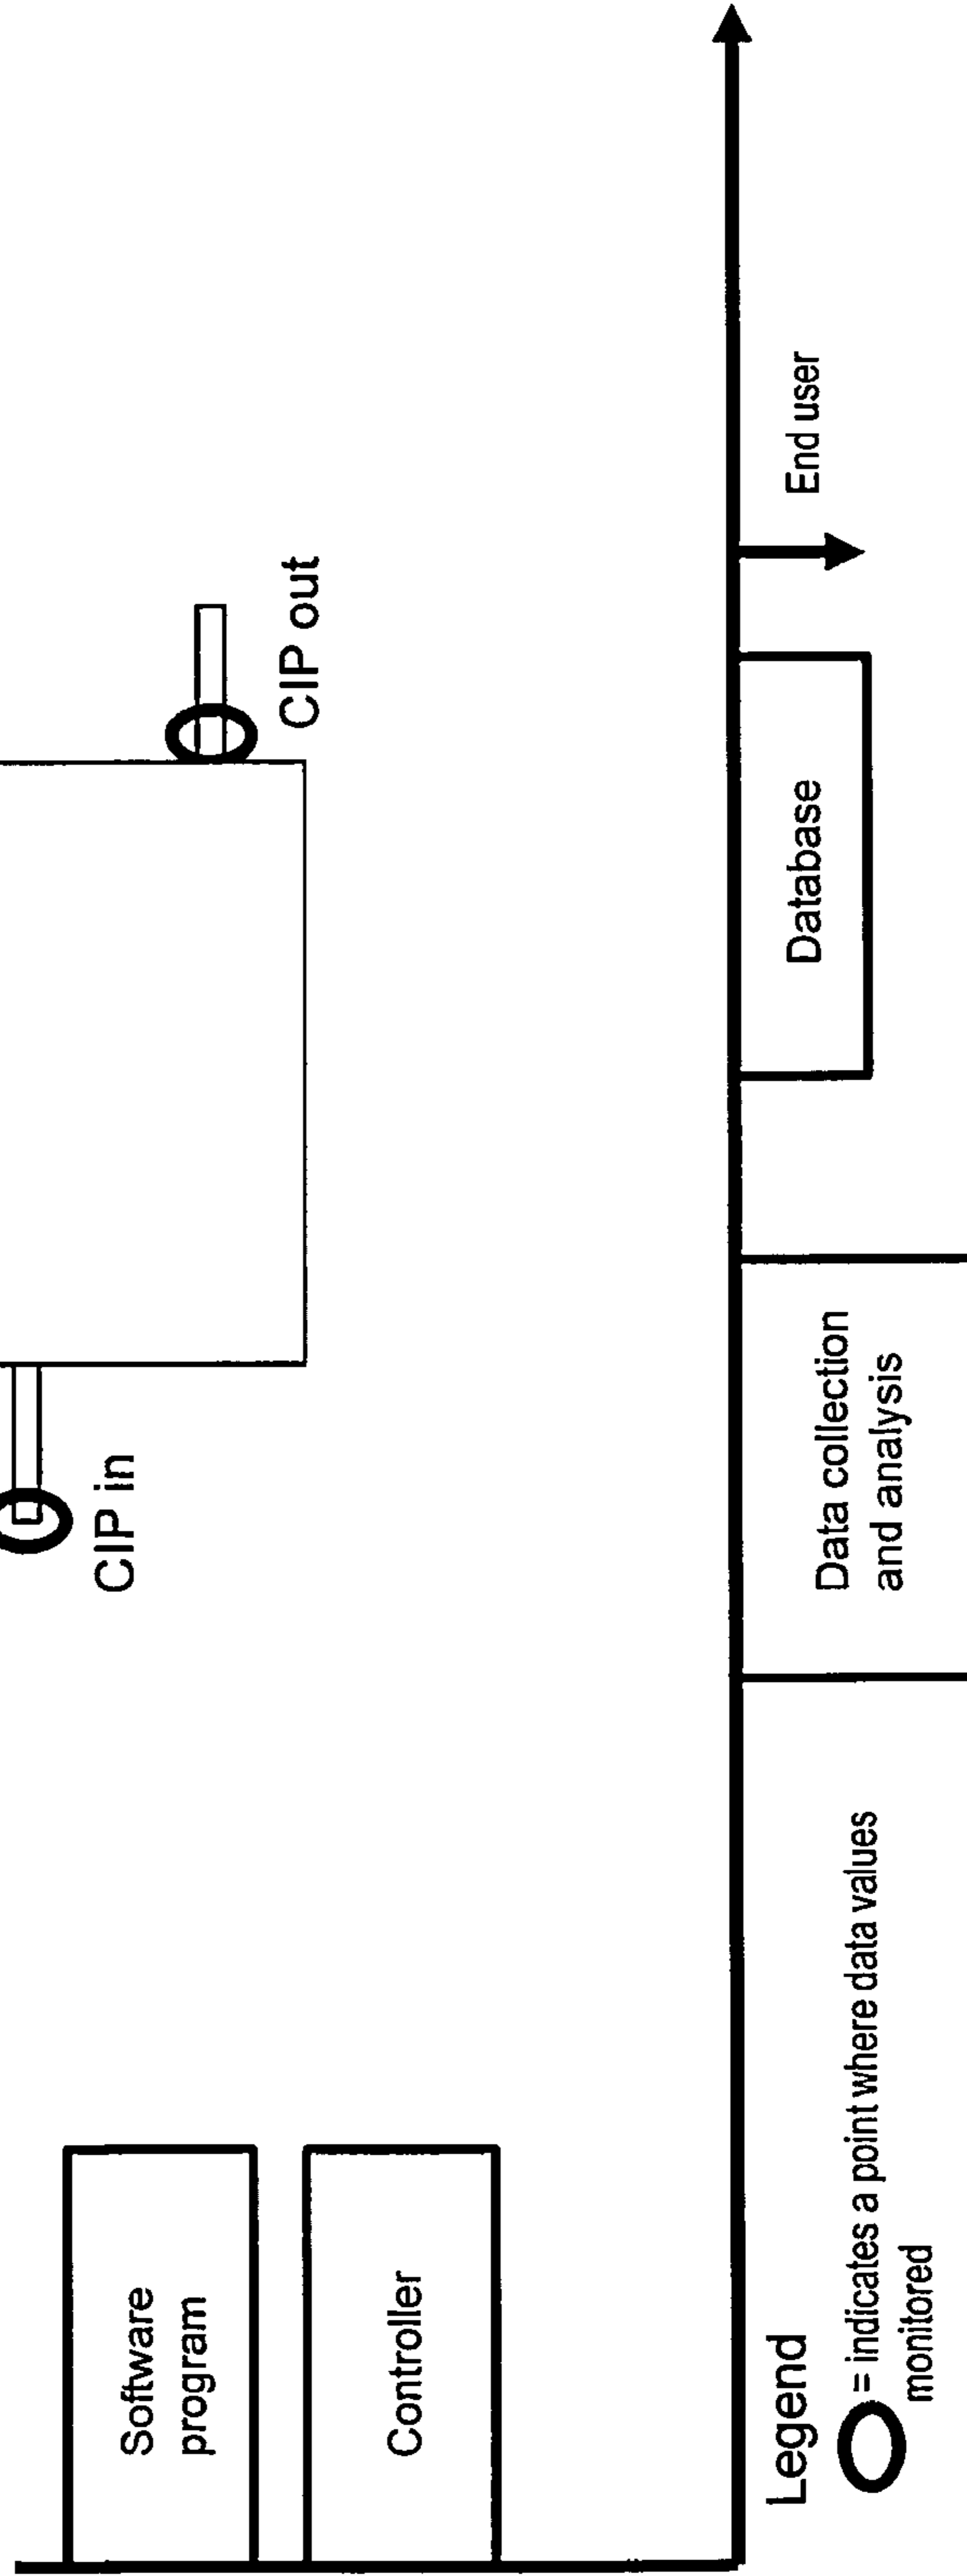 CIP in
CIP out
Software
program
Controller
End user
Database
Data collection
and analysis
Legend
= indicates a point where data values
monitored